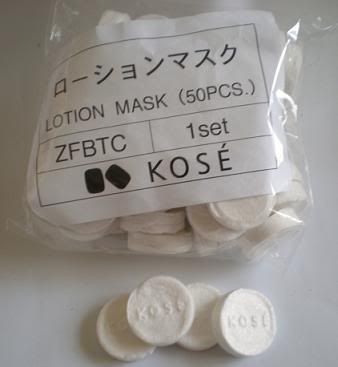 ローションマスク
LOTION MASK (50PCS.)
ZFBTC 1set
KOSÉ
KOSÉ
KOSÉ